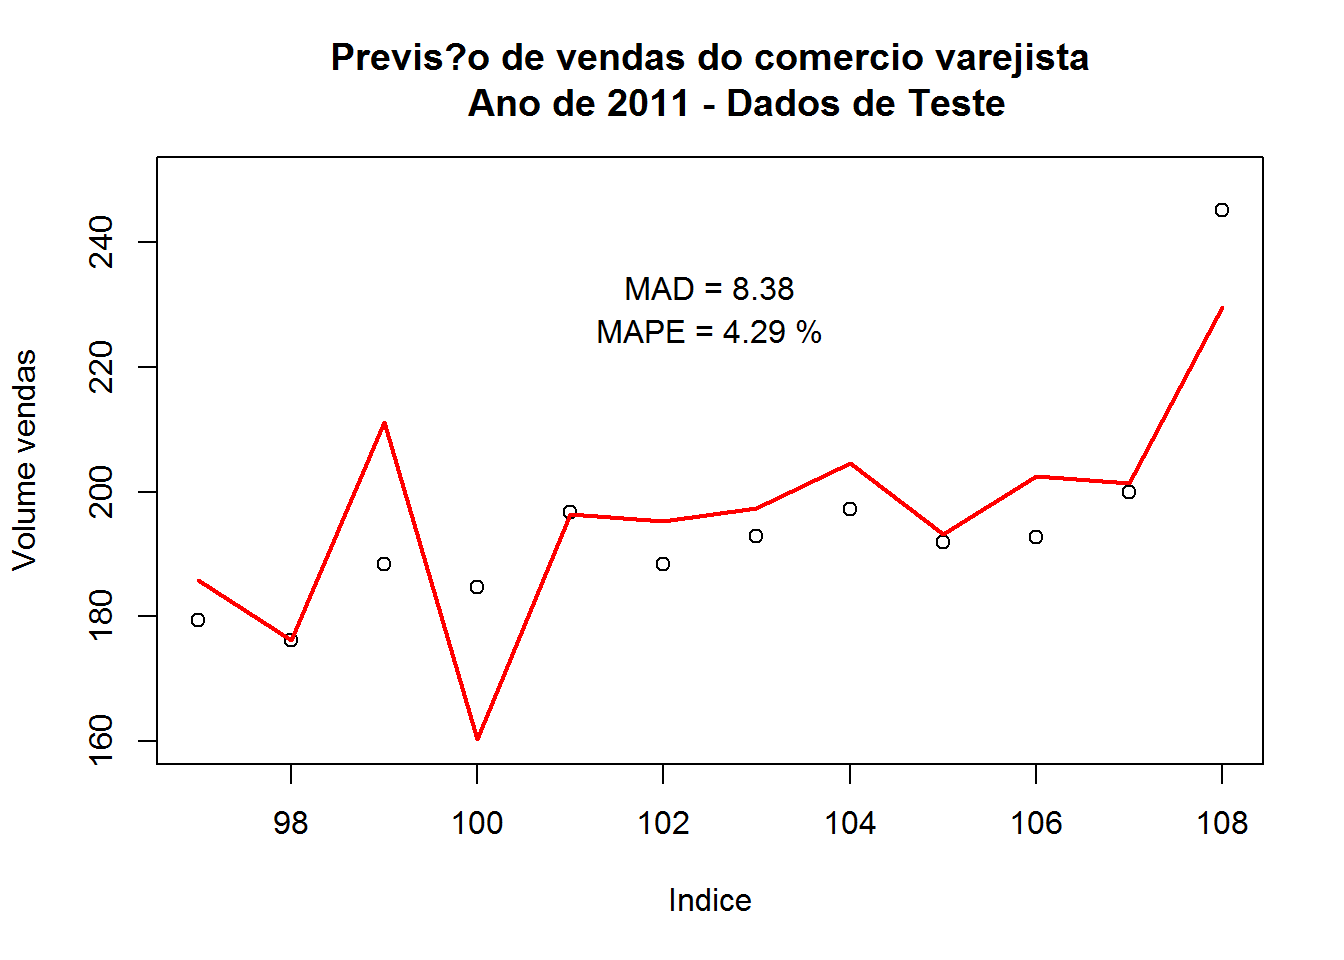 Previs?o de vendas do comercio varejista
Ano de 2011 - Dados de Teste
MAD = 8.38
MAPE = 4.29 %
Volume vendas
240
220
200
180
160
98 100 102 104 106 108
Indice